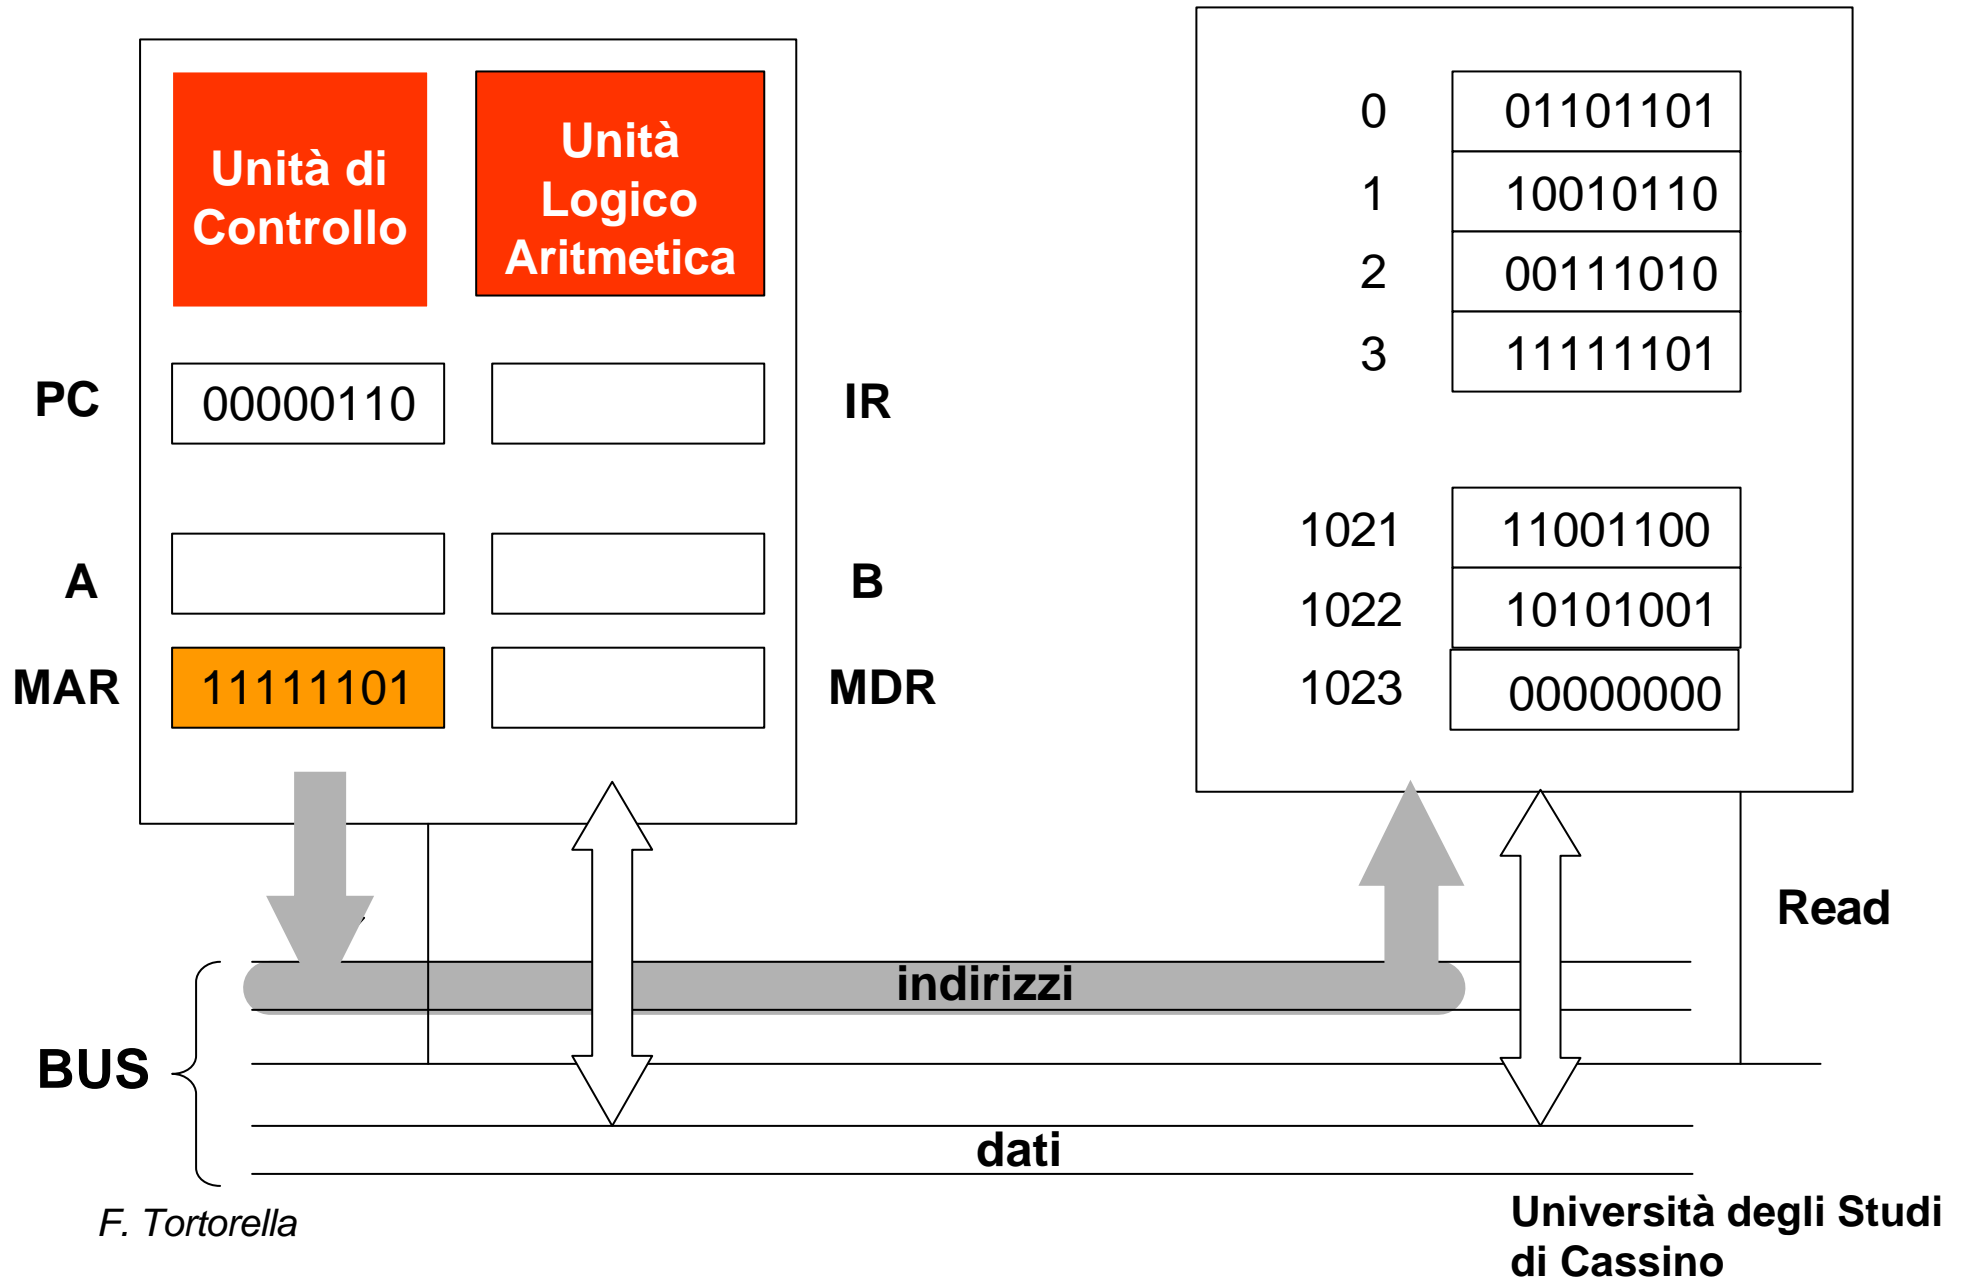 Unità di
Controllo
Unità
Logico
Aritmetica
PC
00000110
IR
A
B
MAR
11111101
MDR
0 01101101
1 10010110
2 00111010
3 11111101
1021 11001100
1022 10101001
1023 00000000
Read
indirizzi
BUS
dati
F. Tortorella
Università degli Studi
di Cassino